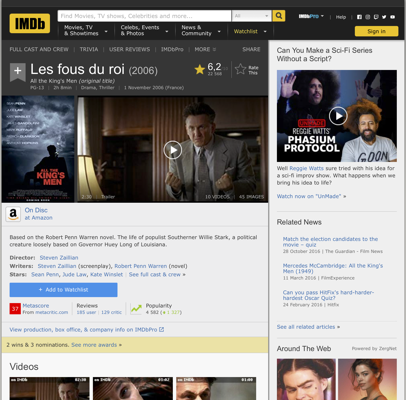 IMDb
Find Movies, TV shows, Celebrities and more...
All
IMDbPro
Help
Movies, TV
& Showtimes
Celebs, Events
& Photos
News &
Community
Watchlist
Sign in
FULL CAST AND CREW | TRIVIA | USER REVIEWS | IMDbPro | MORE
SHARE
Les fous du roi (2006)
All the King's Men (original title)
PG-13 | 2h 8min | Drama, Thriller | 1 November 2006 (France)
6,2
Rate
This
ALL THE
KING'S
MEN
2:36 | Trailer
10 VIDEOS | 45 IMAGES
On Disc
at Amazon
Based on the Robert Penn Warren novel. The life of populist Southerner Willie Stark, a political
creature loosely based on Governor Huey Long of Louisiana.
Director: Steven Zaillian
Writers: Steven Zaillian (screenplay), Robert Penn Warren (novel)
Stars: Sean Penn, Jude Law, Kate Winslet | See full cast & crew »
+ Add to Watchlist
37
Metascore
From metacritic.com
Reviews
185 user | 129 critic
Popularity
4 582
View production, box office, & company info on IMDbPro
2 wins & 3 nominations. See more awards »
Videos
Can You Make a Sci-Fi Series
Without a Script?
REGGIE WATTS'
PHASIUM
PROTOCOL
Well Reggie Watts sure tried with his idea for
a sci-fi improv show. What happens when we
bring his idea to life?
Watch now on "UnMade" »
Related News
Match the election candidates to the
movie – quiz
28 October 2016 | The Guardian - Film News
Mercedes McCambridge: All the King's
Men (1949)
11 March 2016 | FilmExperience
Can you pass HitFix's hard-harder-
hardest Oscar Quiz?
24 February 2016 | Hitfix
See all related articles »
Around The Web
Powered by ZergNet